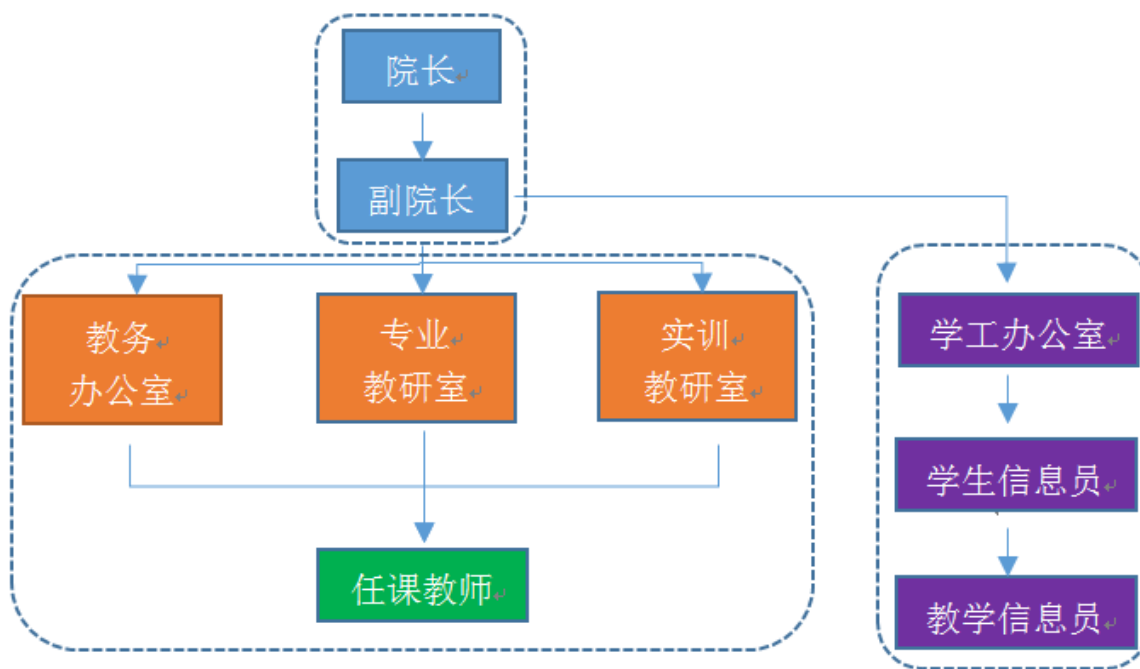 院长
副院长
教务
办公室
专业
教研室
实训
教研室
学工办公室
学生信息员
任课教师
教学信息员